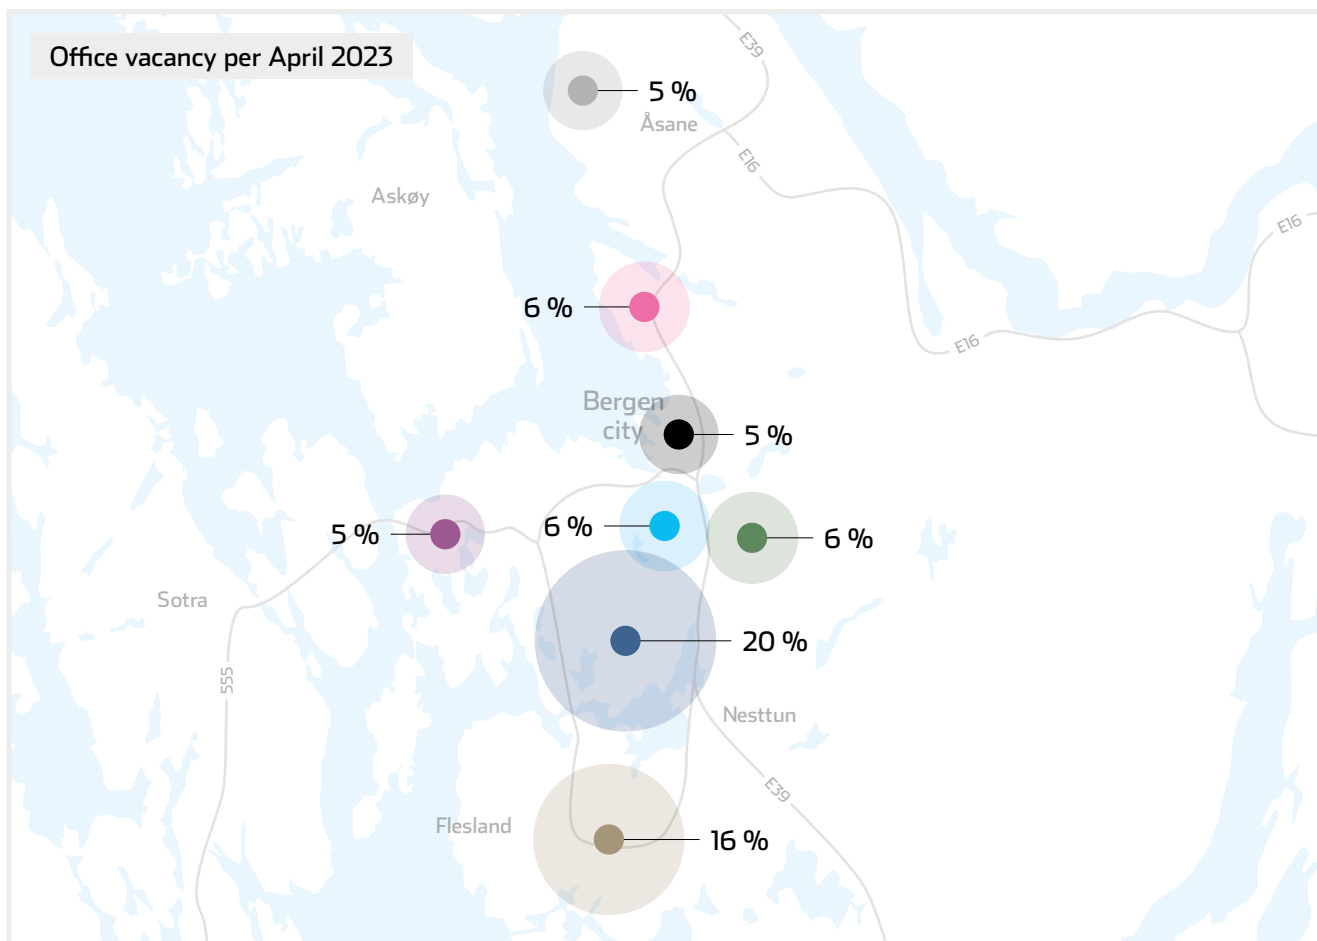 Office vacancy per April 2023
E39
5 %
Åsane
E16
Askøy
E16
6 %
E16
Bergen
city
5 %
5 %
6 %
6 %
Sotra
20 %
555
Nesttun
E39
Flesland
16 %